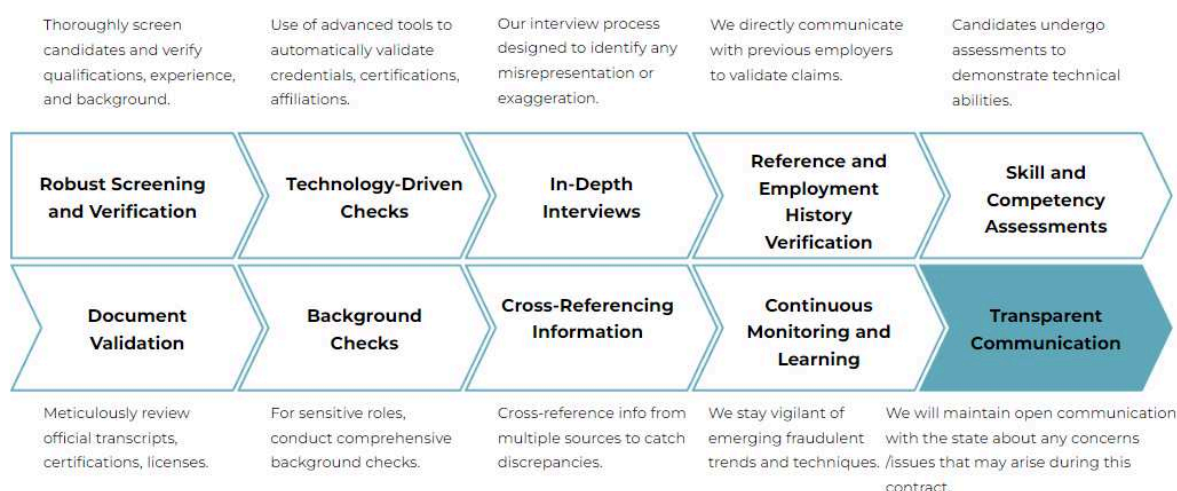 Thoroughly screen
candidates and verify
qualifications, experience,
and background.
Use of advanced tools to
automatically validate
credentials, certifications,
affiliations.
Our interview process
designed to identify any
misrepresentation or
exaggeration.
We directly communicate
with previous employers
to validate claims.
Candidates undergo
assessments to
demonstrate technical
abilities.
Robust Screening
and Verification
Technology-Driven
Checks
In-Depth
Interviews
Reference and
Employment
History
Verification
Skill and
Competency
Assessments
Document
Validation
Background
Checks
Cross-Referencing
Information
Continuous
Monitoring and
Learning
Transparent
Communication
Meticulously review
official transcripts,
certifications, licenses.
For sensitive roles,
conduct comprehensive
background checks.
Cross-reference info from
multiple sources to catch
discrepancies.
We stay vigilant of
emerging fraudulent
trends and techniques.
We will maintain open communication
with the state about any concerns
/issues that may arise during this
contract.